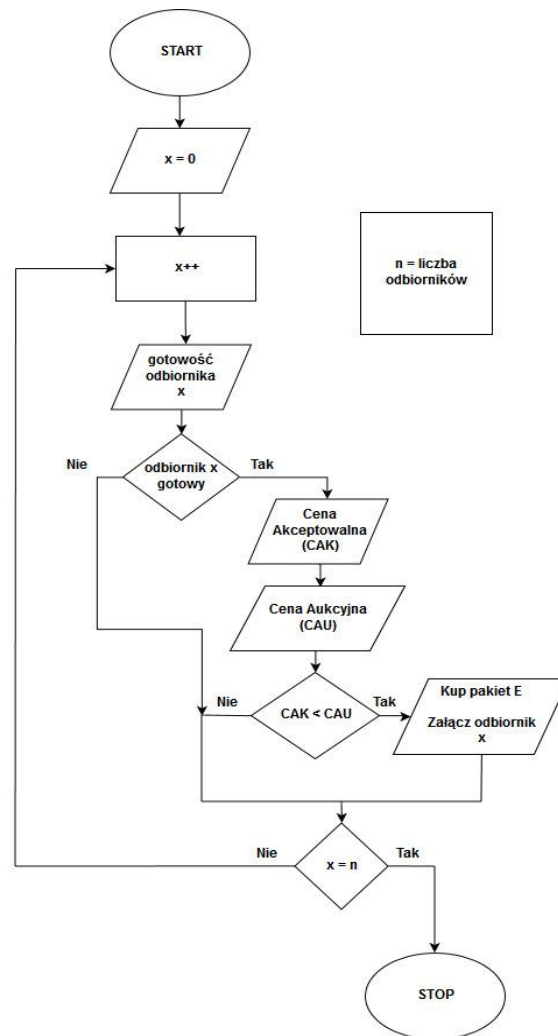 START
x = 0
x++
n = liczba
odbiorników
gotowość
odbiornika
x
Nie
odbiornik x
gotowy
Tak
Cena
Akceptowalna
(CAK)
Cena Aukcyjna
(CAU)
Nie
CAK < CAU
Tak
Kup pakiet E
Załącz odbiornik
x
Nie
x = n
Tak
STOP